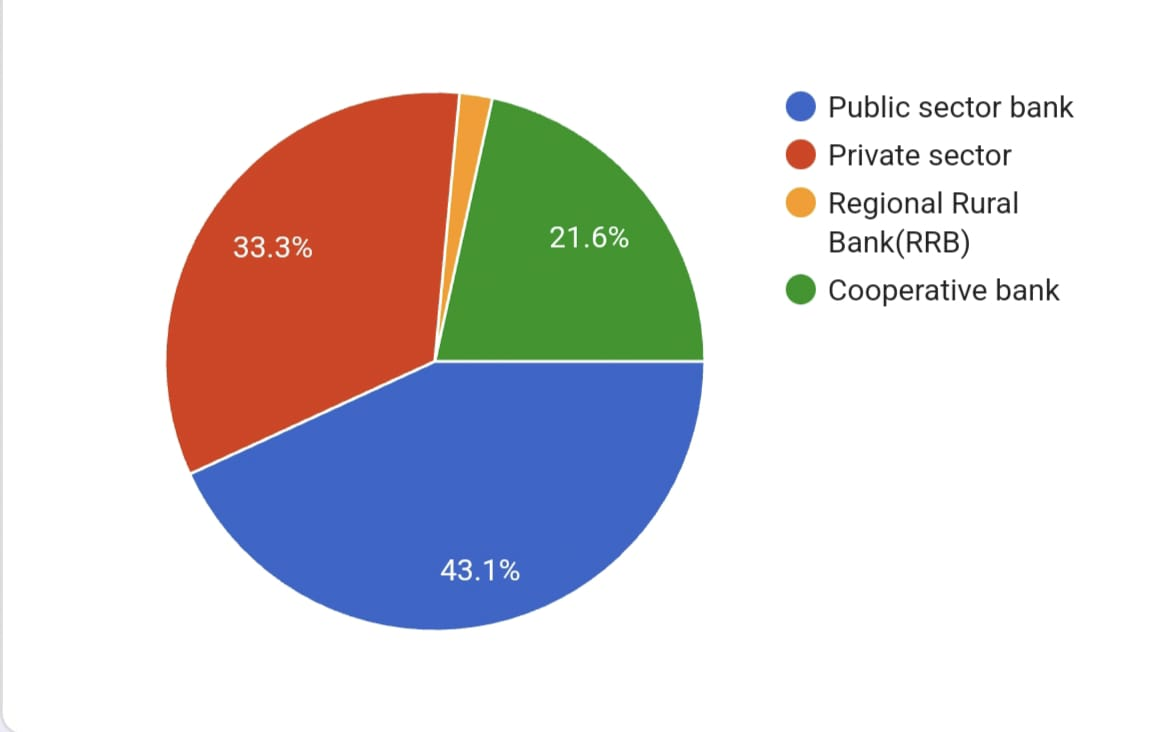 33.3%
21.6%
43.1%
Public sector bank
Private sector
Regional Rural
Bank(RRB)
Cooperative bank